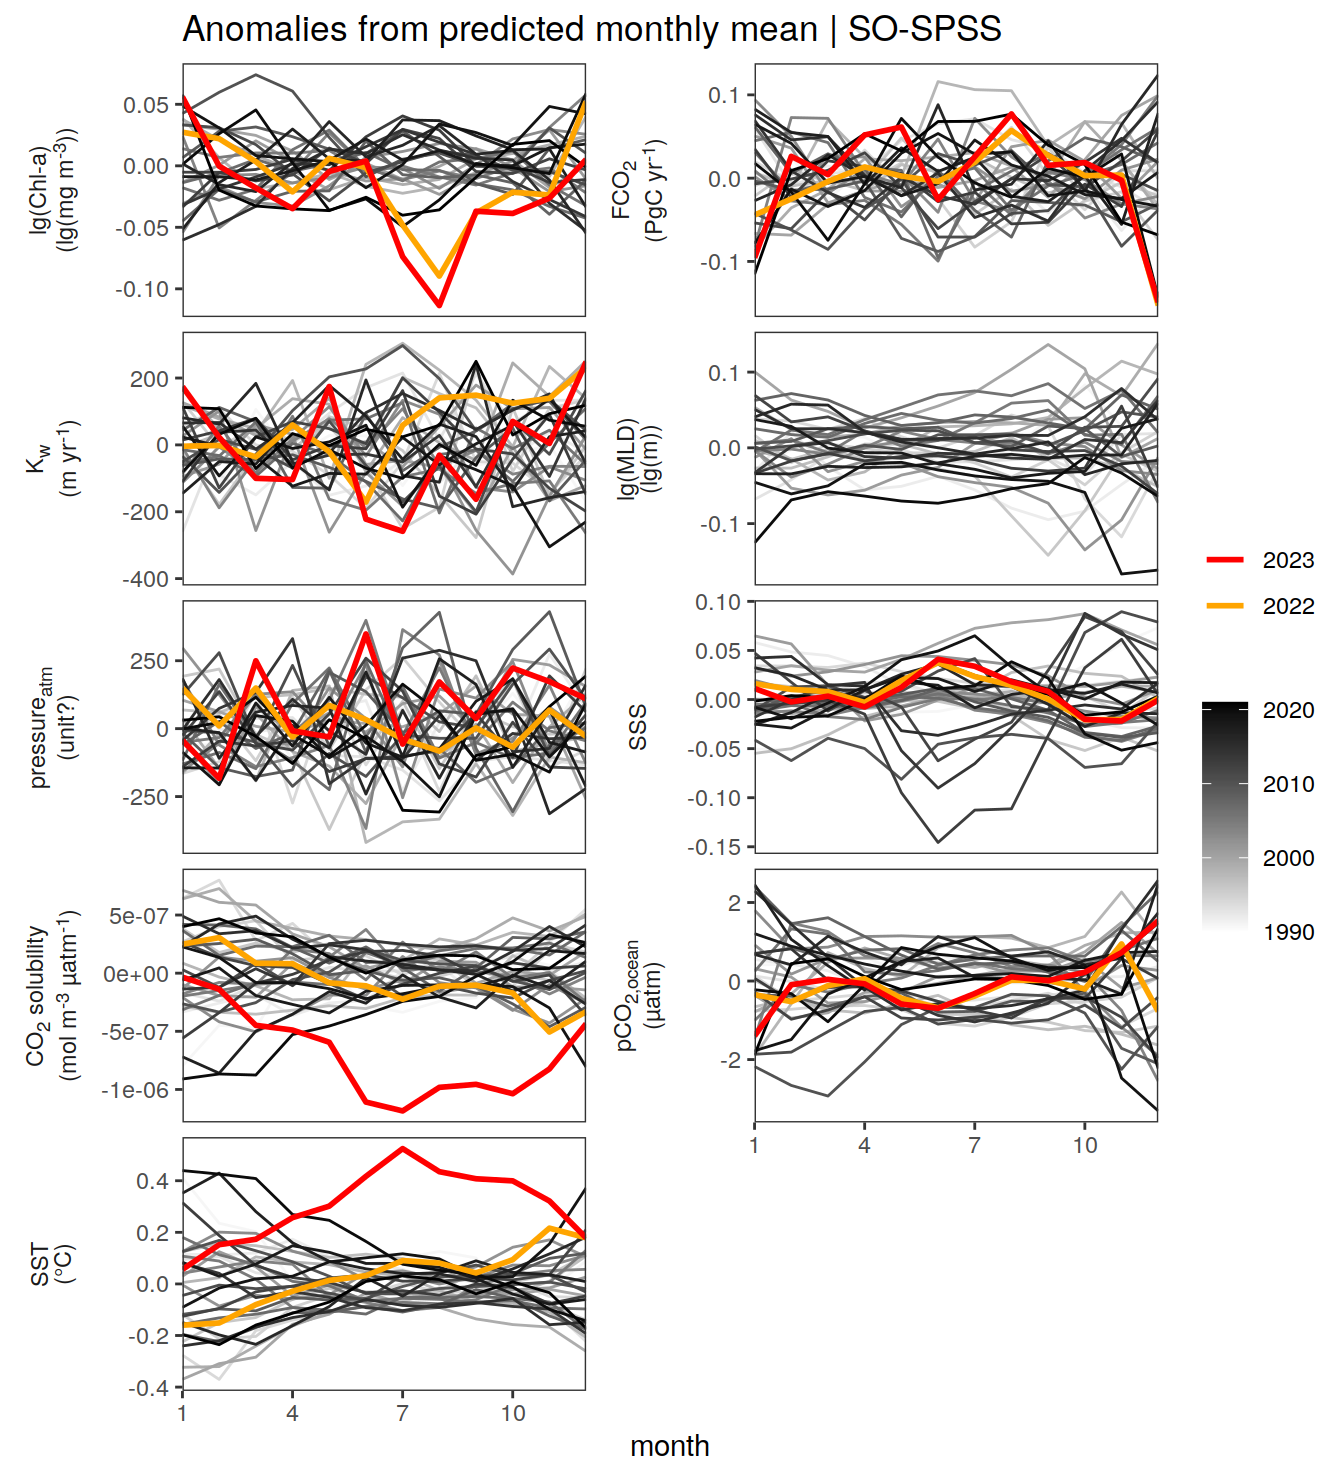 Anomalies from predicted monthly mean | SO-SPSS
lg(Chl-a)
(lg(mg m⁻³))
0.05
0.00
-0.05
-0.10
FCO₂
(PgC yr⁻¹)
0.1
0.0
-0.1
K_w
(m yr⁻¹)
200
0
-200
-400
lg(MLD)
(lg(m))
0.1
0.0
-0.1
pressure_atm
(unit?)
250
0
-250
SSS
0.10
0.05
0.00
-0.05
-0.10
-0.15
CO₂ solubility
(mol m⁻³ µatm⁻¹)
5e-07
0e+00
-5e-07
-1e-06
pCO₂,ocean
(µatm)
2
0
-2
1 4 7 10
SST
(°C)
0.4
0.2
0.0
-0.2
-0.4
1 4 7 10
month
2023
2022
2020
2010
2000
1990